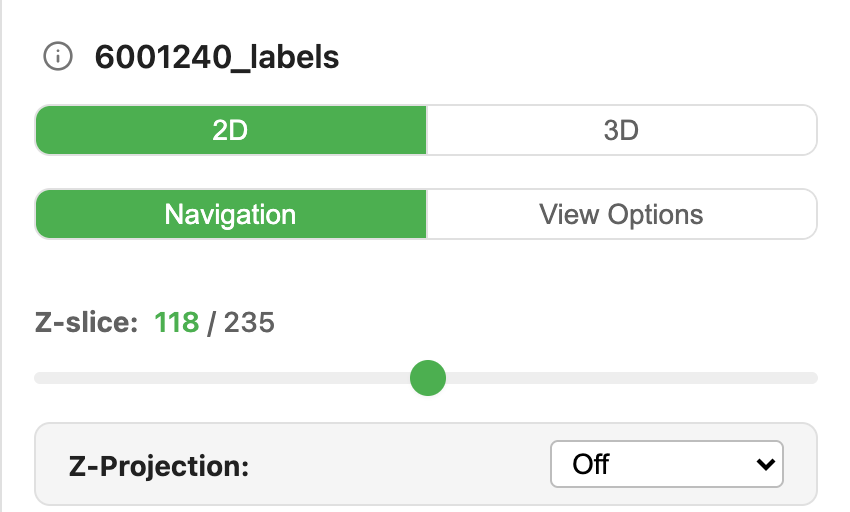 6001240_labels
2D 3D
Navigation View Options
Z-slice: 118 / 235
Z-Projection: Off